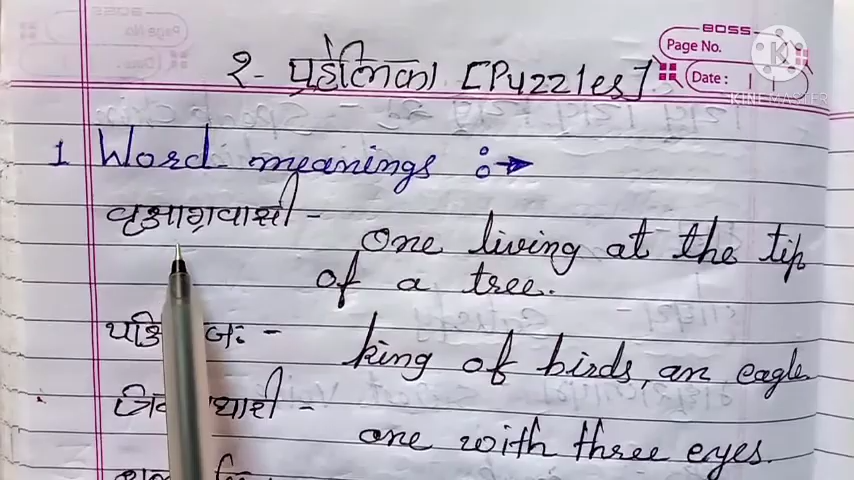 BOSS
Page No.
Date:
K
KINEMASTER
२- प्रहेलिका [Puzzles]
1 Word meanings :→
वृक्षाग्रवासी -
One living at the tip
of a tree.
king of birds, an eagle
one with three eyes.